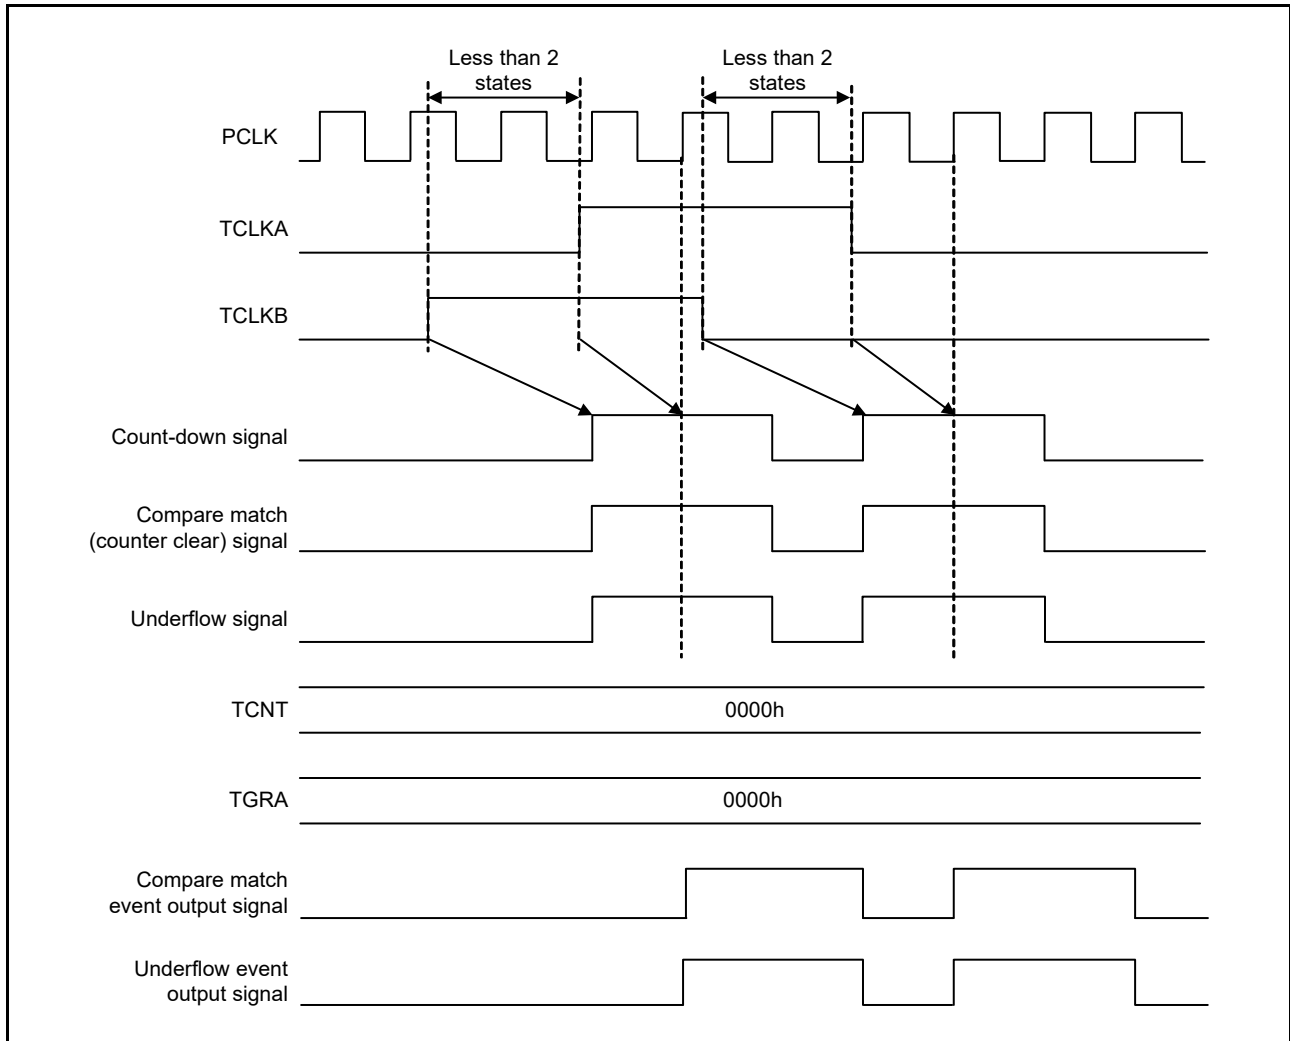 Less than 2
states
Less than 2
states
PCLK
TCLKA
TCLKB
Count-down signal
Compare match
(counter clear) signal
Underflow signal
TCNT
0000h
TGRA
0000h
Compare match
event output signal
Underflow event
output signal